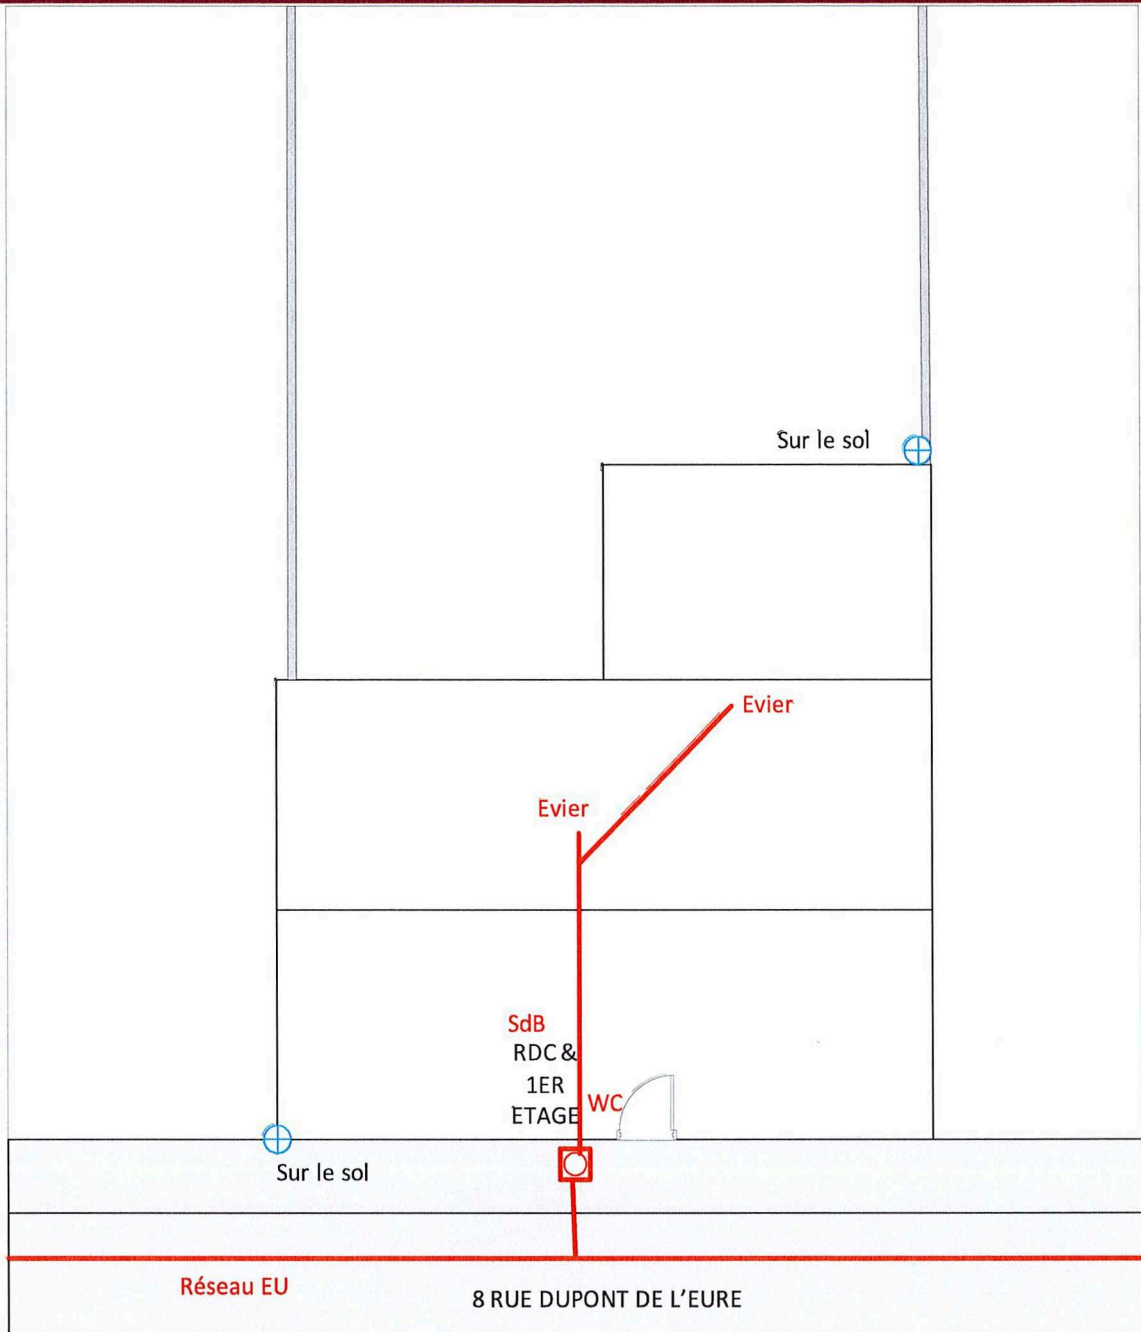 Sur le sol
Evier
Evier
SdB
RDC &
1ER
ETAGE
WC
Sur le sol
Réseau EU
8 RUE DUPONT DE L'EURE